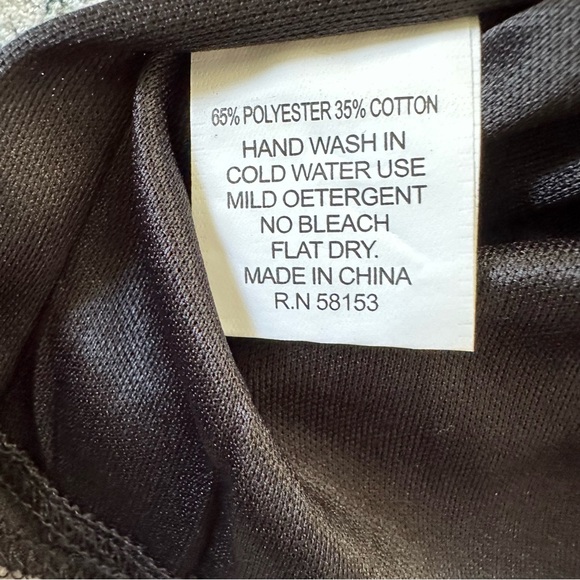 65% POLYESTER 35% COTTON
HAND WASH IN
COLD WATER USE
MILD OETERGENT
NO BLEACH
FLAT DRY.
MADE IN CHINA
R.N 58153